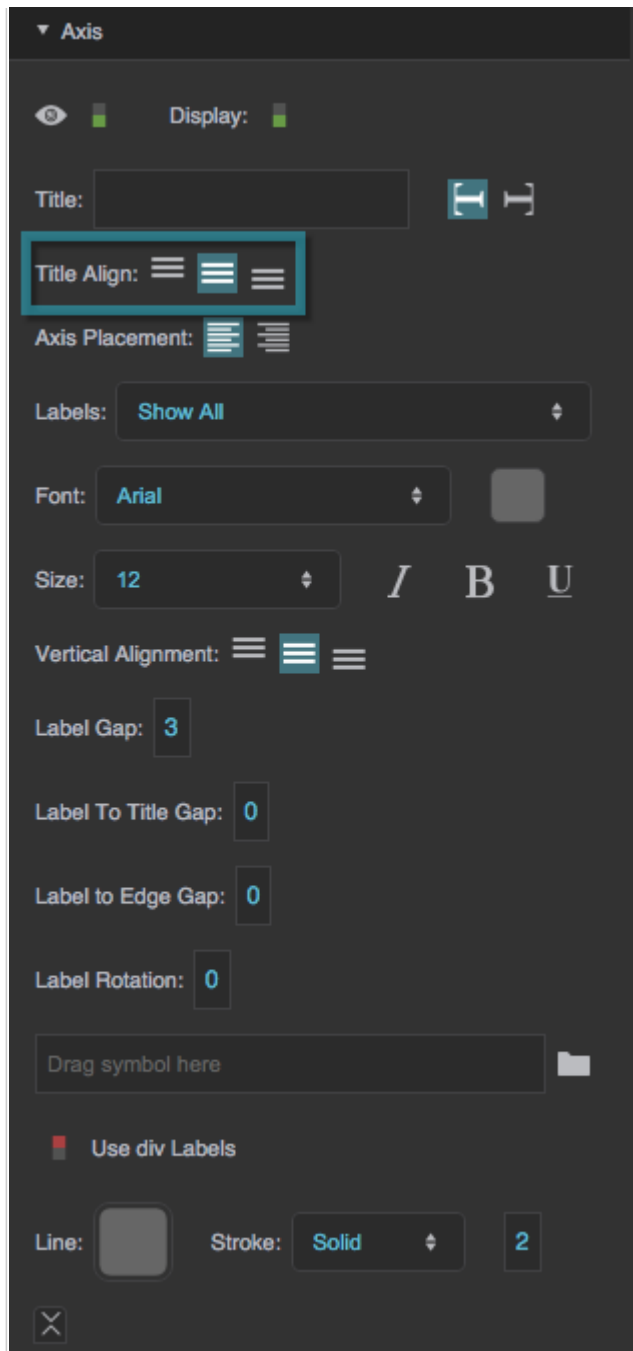 Axis
Display:
Title:
Title Align:
Axis Placement:
Labels: Show All
Font: Arial
Size: 12 I B U
Vertical Alignment:
Label Gap: 3
Label To Title Gap: 0
Label to Edge Gap: 0
Label Rotation: 0
Drag symbol here
Use div Labels
Line: Stroke: Solid 2